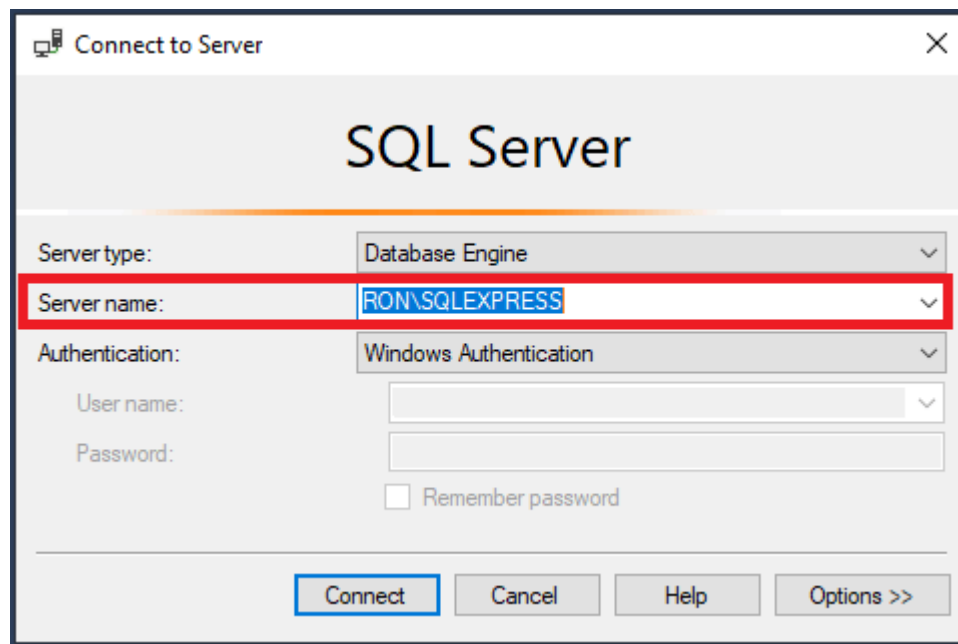 Connect to Server
SQL Server
Server type: Database Engine
Server name: RON\SQLEXPRESS
Authentication: Windows Authentication
User name:
Password:
Remember password
Connect Cancel Help Options >>